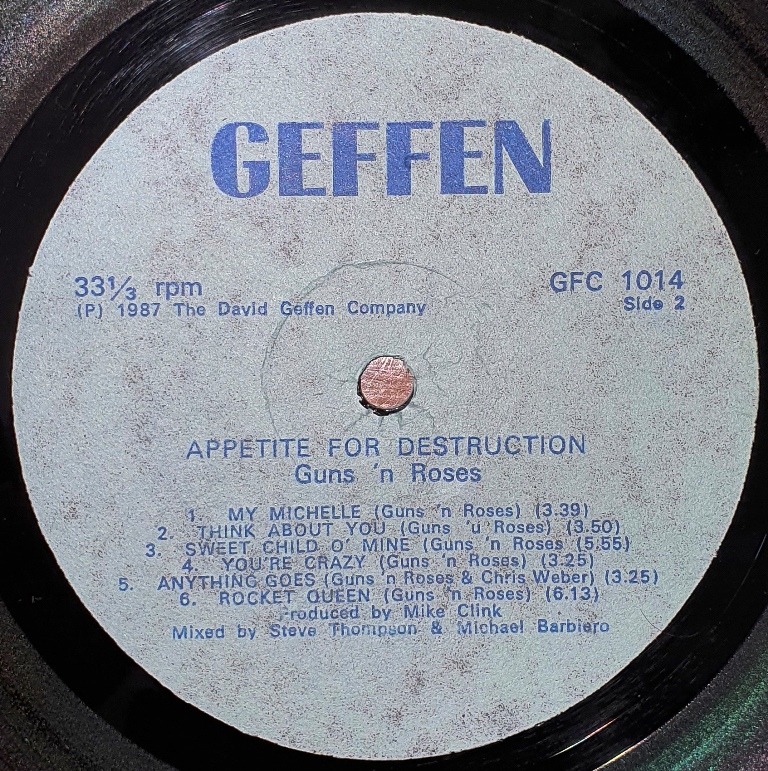 GEFFEN
33⅓ rpm
GFC 1014
(P) 1987 The David Geffen Company
Side 2
APPETITE FOR DESTRUCTION
Guns 'n Roses
1. MY MICHELLE (Guns 'n Roses) (3.39)
2. THINK ABOUT YOU (Guns 'u Roses) (3.50)
3. SWEET CHILD O' MINE (Guns 'n Roses (5.55)
4. YOU'RE CRAZY (Guns 'n Roses) (3.25)
5. ANYTHING GOES (Guns 'n Roses & Chris Weber) (3.25)
6. ROCKET QUEEN (Guns 'n Roses) (6.13)
Produced by Mike Clink
Mixed by Steve Thompson & Michael Barbiero